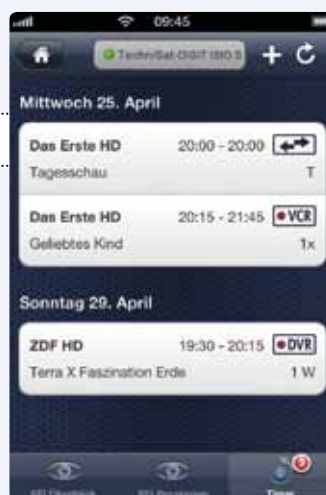 09:45
TechniSat DIGIT ISIO S
Mittwoch 25. April
Das Erste HD 20:00 - 20:00
Tagesschau T
Das Erste HD 20:15 - 21:45 VCR
Geliebtes Kind 1x
Sonntag 29. April
ZDF HD 19:30 - 20:15 DVR
Terra X Faszination Erde 1 W
Timer